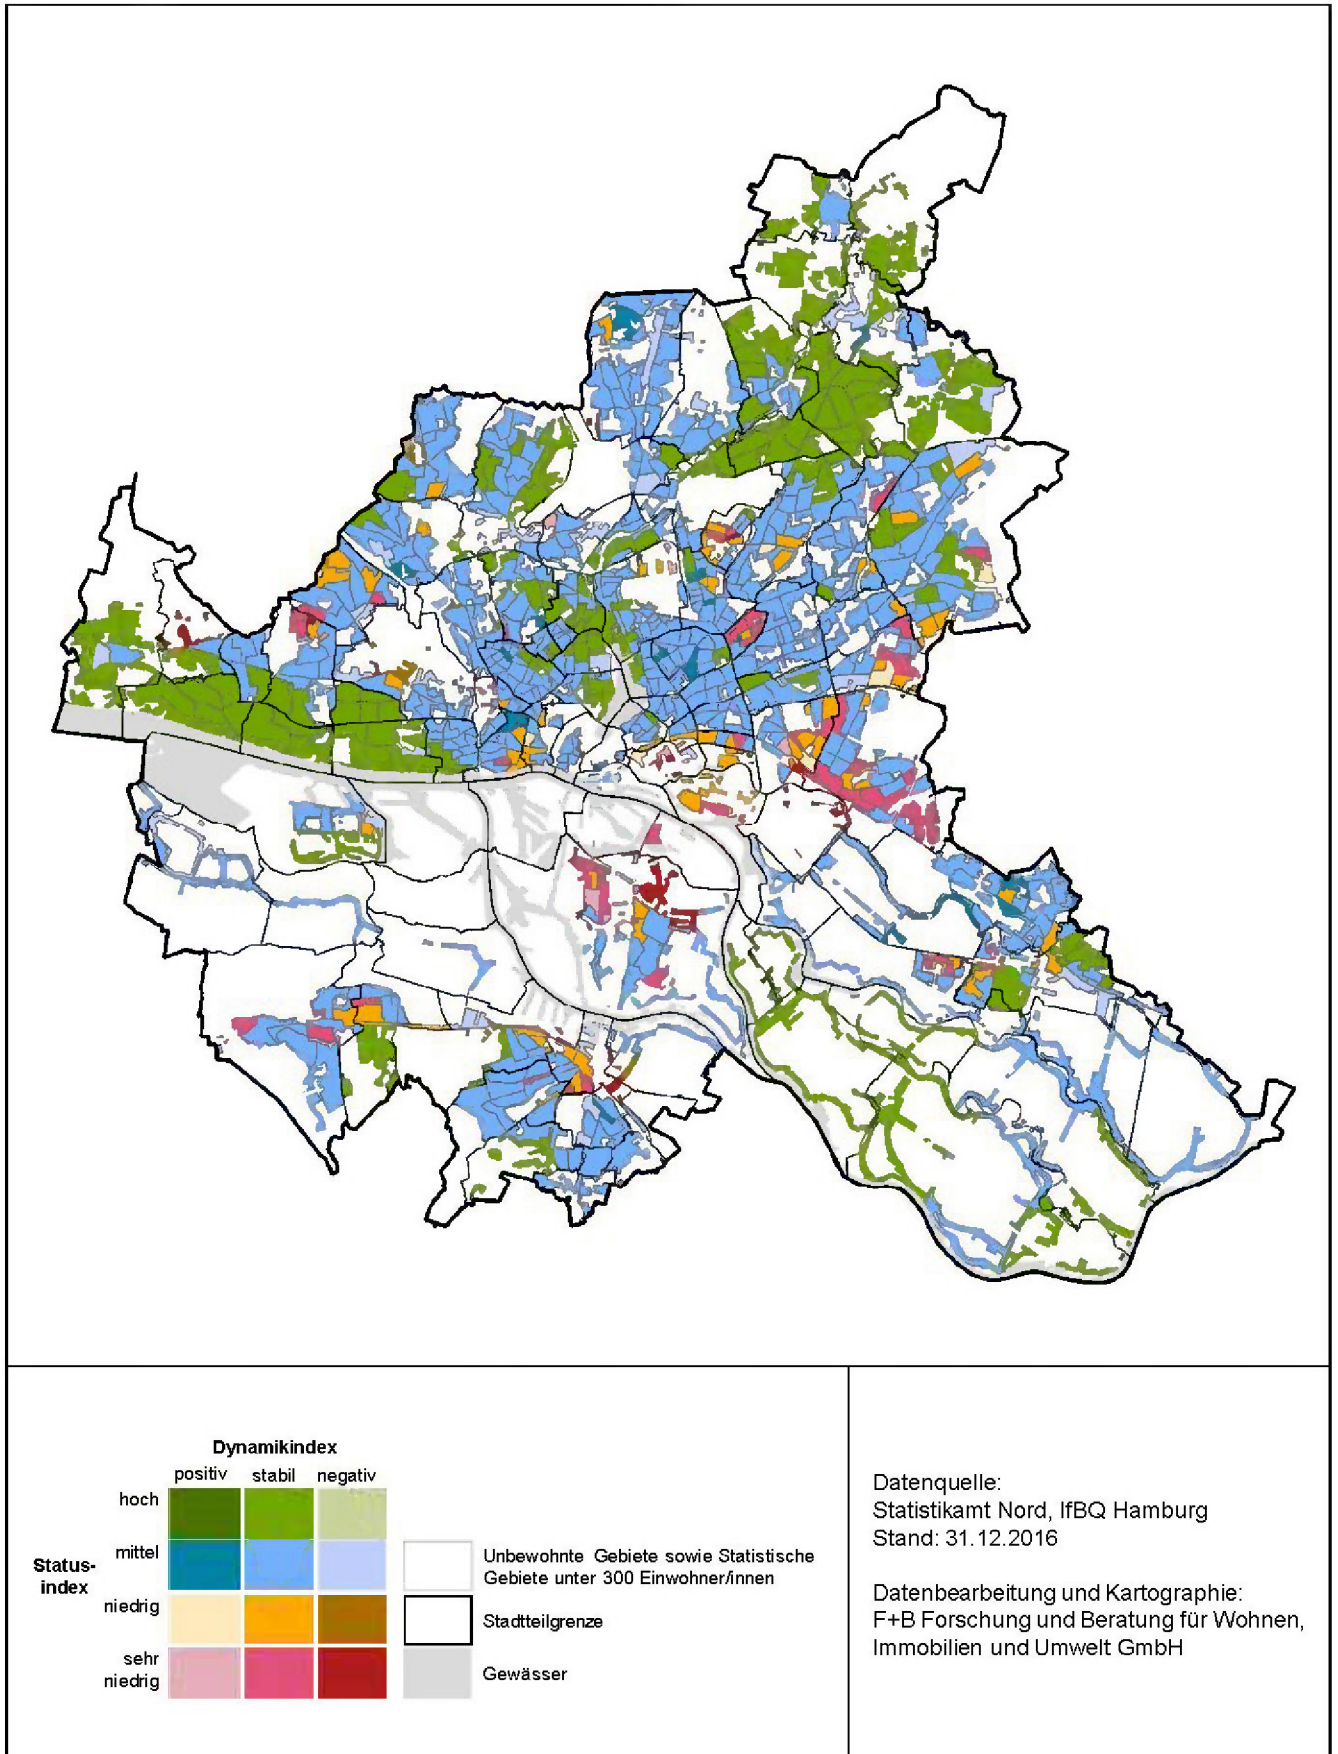 Dynamikindex
positiv stabil negativ
hoch
mittel
Status-
index
niedrig
sehr
niedrig
Unbewohnte Gebiete sowie Statistische
Gebiete unter 300 Einwohner/innen
Stadtteilgrenze
Gewässer
Datenquelle:
Statistikamt Nord, IfBQ Hamburg
Stand: 31.12.2016
Datenbearbeitung und Kartographie:
F+B Forschung und Beratung für Wohnen,
Immobilien und Umwelt GmbH